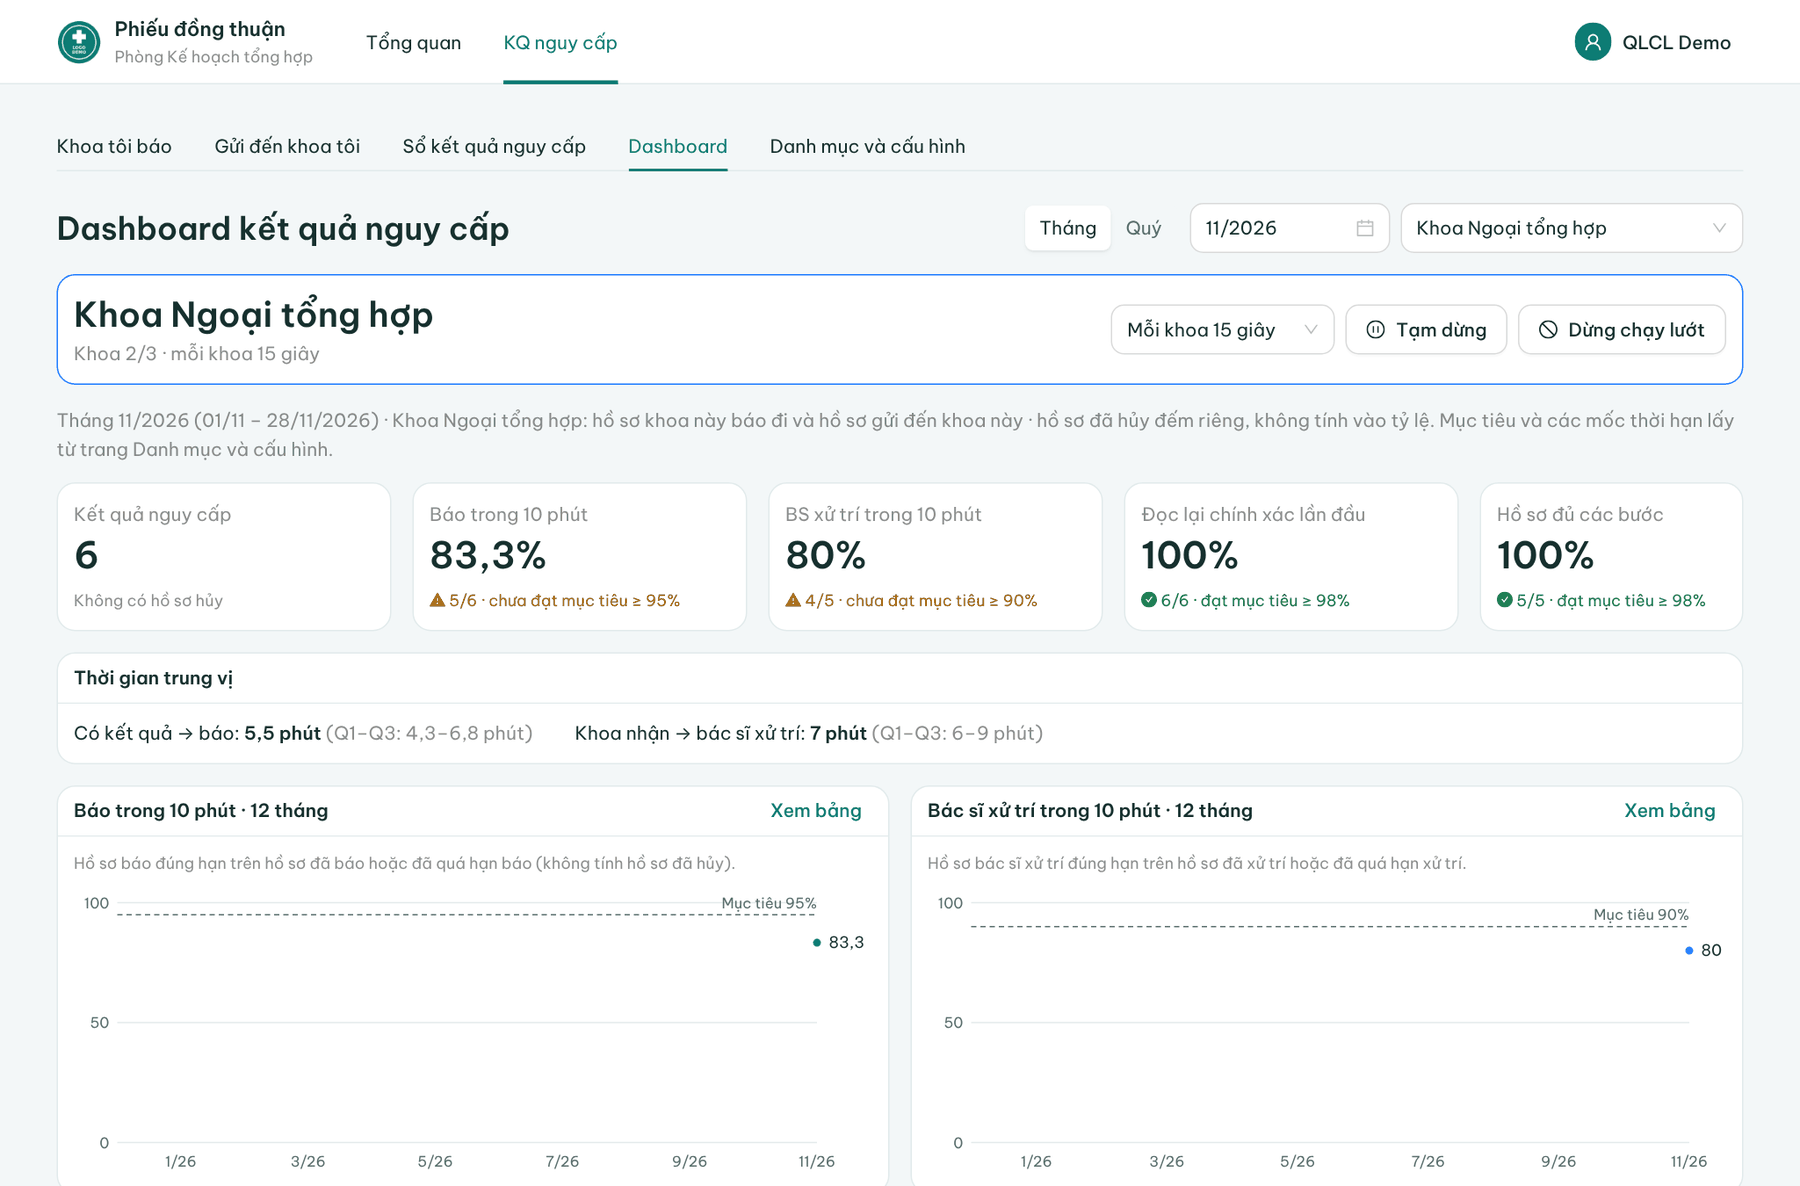 LOGO
DEMO
Phiếu đồng thuận
Phòng Kế hoạch tổng hợp
Tổng quan
KQ nguy cấp
QLCL Demo
Khoa tôi báo
Gửi đến khoa tôi
Sổ kết quả nguy cấp
Dashboard
Danh mục và cấu hình
Dashboard kết quả nguy cấp
Tháng
Quý
11/2026
Khoa Ngoại tổng hợp
Khoa Ngoại tổng hợp
Khoa 2/3 · mỗi khoa 15 giây
Mỗi khoa 15 giây
Tạm dừng
Dừng chạy lướt
Tháng 11/2026 (01/11 – 28/11/2026) · Khoa Ngoại tổng hợp: hồ sơ khoa này báo đi và hồ sơ gửi đến khoa này · hồ sơ đã hủy đếm riêng, không tính vào tỷ lệ. Mục tiêu và các mốc thời hạn lấy
từ trang Danh mục và cấu hình.
Kết quả nguy cấp
6
Không có hồ sơ hủy
Báo trong 10 phút
83,3%
5/6 · chưa đạt mục tiêu ≥ 95%
BS xử trí trong 10 phút
80%
4/5 · chưa đạt mục tiêu ≥ 90%
Đọc lại chính xác lần đầu
100%
6/6 · đạt mục tiêu ≥ 98%
Hồ sơ đủ các bước
100%
5/5 · đạt mục tiêu ≥ 98%
Thời gian trung vị
Có kết quả → báo: 5,5 phút (Q1–Q3: 4,3–6,8 phút)
Khoa nhận → bác sĩ xử trí: 7 phút (Q1–Q3: 6–9 phút)
Báo trong 10 phút · 12 tháng
Xem bảng
Hồ sơ báo đúng hạn trên hồ sơ đã báo hoặc đã quá hạn báo (không tính hồ sơ đã hủy).
100
Mục tiêu 95%
83,3
50
0
1/26
3/26
5/26
7/26
9/26
11/26
Bác sĩ xử trí trong 10 phút · 12 tháng
Xem bảng
Hồ sơ bác sĩ xử trí đúng hạn trên hồ sơ đã xử trí hoặc đã quá hạn xử trí.
100
Mục tiêu 90%
80
50
0
1/26
3/26
5/26
7/26
9/26
11/26